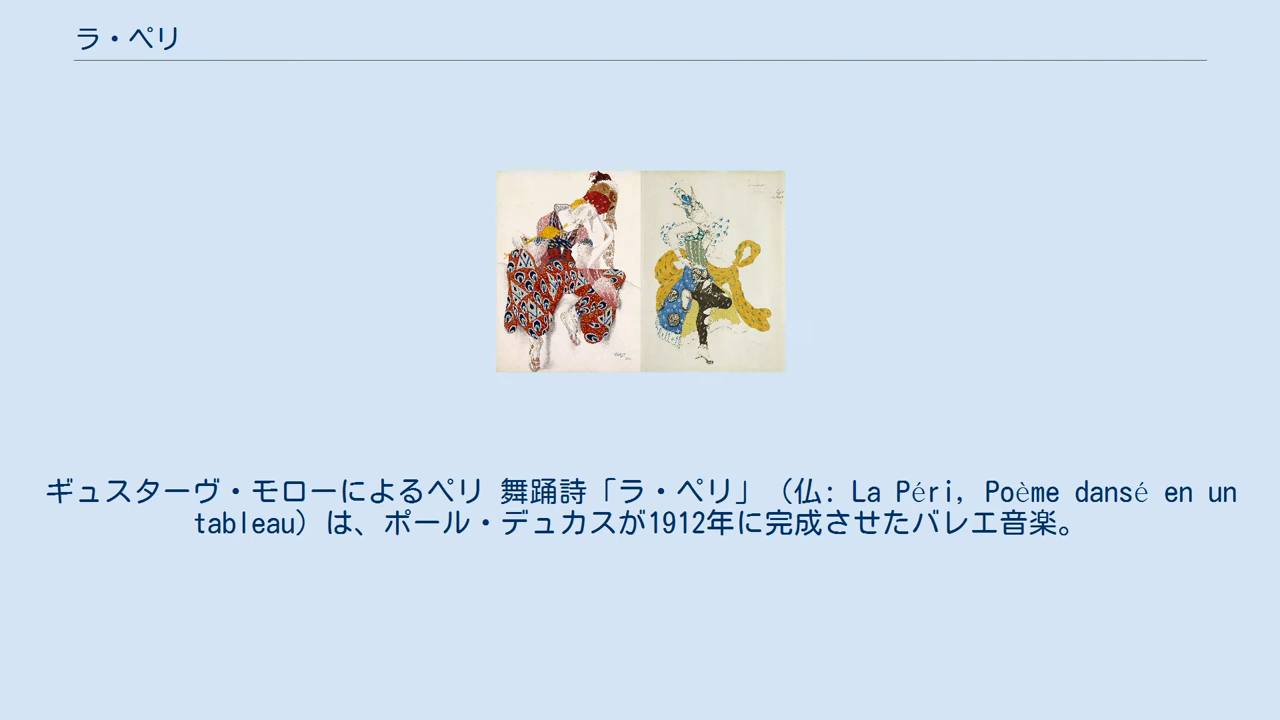 ラ・ペリ
ギュスターヴ・モローによるペリ 舞踊詩「ラ・ペリ」（仏: La Péri, Poème dansé en un
tableau）は、ポール・デュカスが1912年に完成させたバレエ音楽。